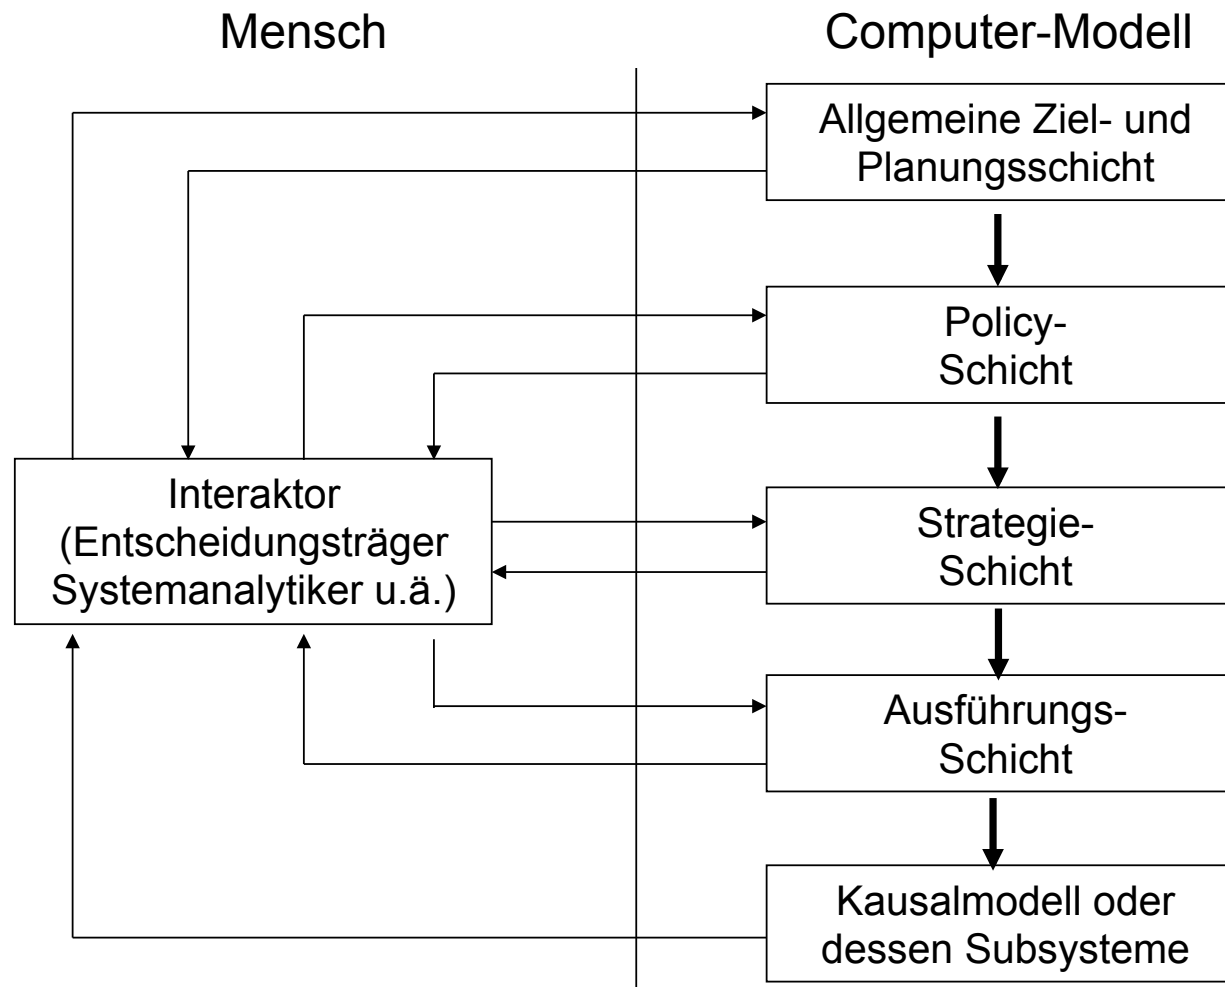 Mensch
Computer-Modell
Allgemeine Ziel- und
Planungsschicht
Policy-
Schicht
Interaktor
(Entscheidungsträger
Systemanalytiker u.ä.)
Strategie-
Schicht
Ausführungs-
Schicht
Kausalmodell oder
dessen Subsysteme